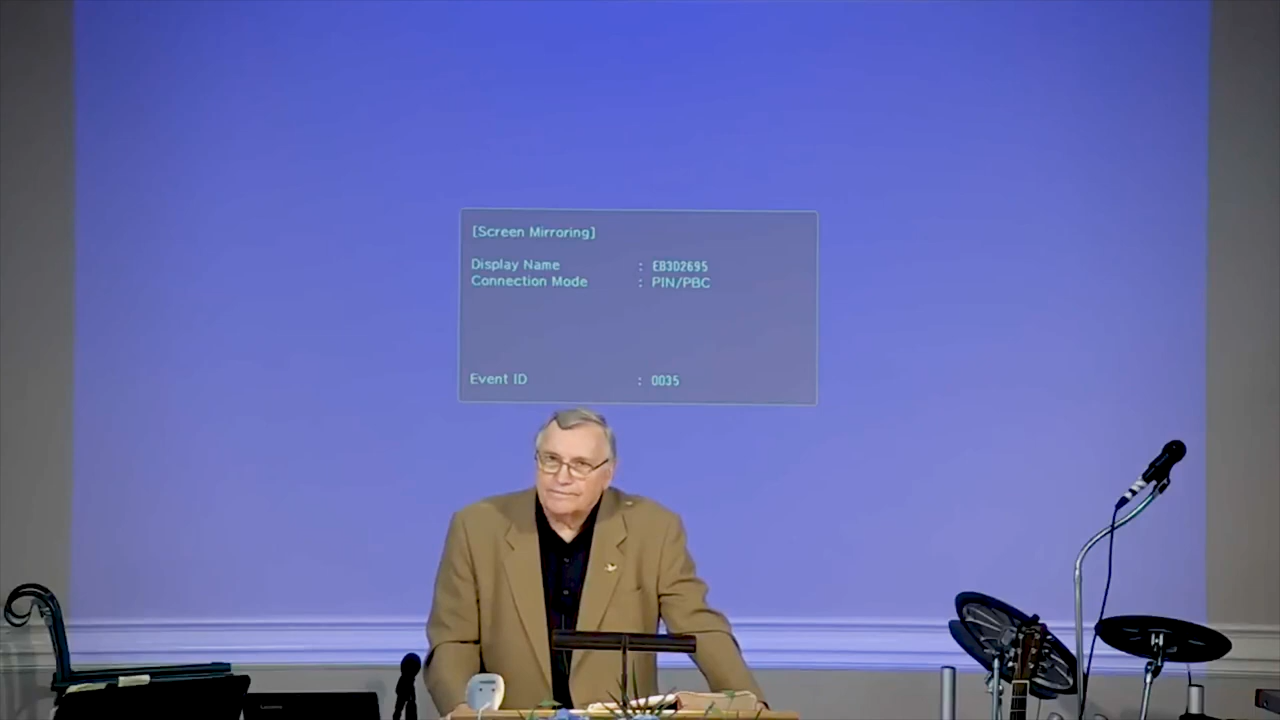 [Screen Mirroring]
Display Name : EB3D2695
Connection Mode : PIN/PBC
Event ID : 0035